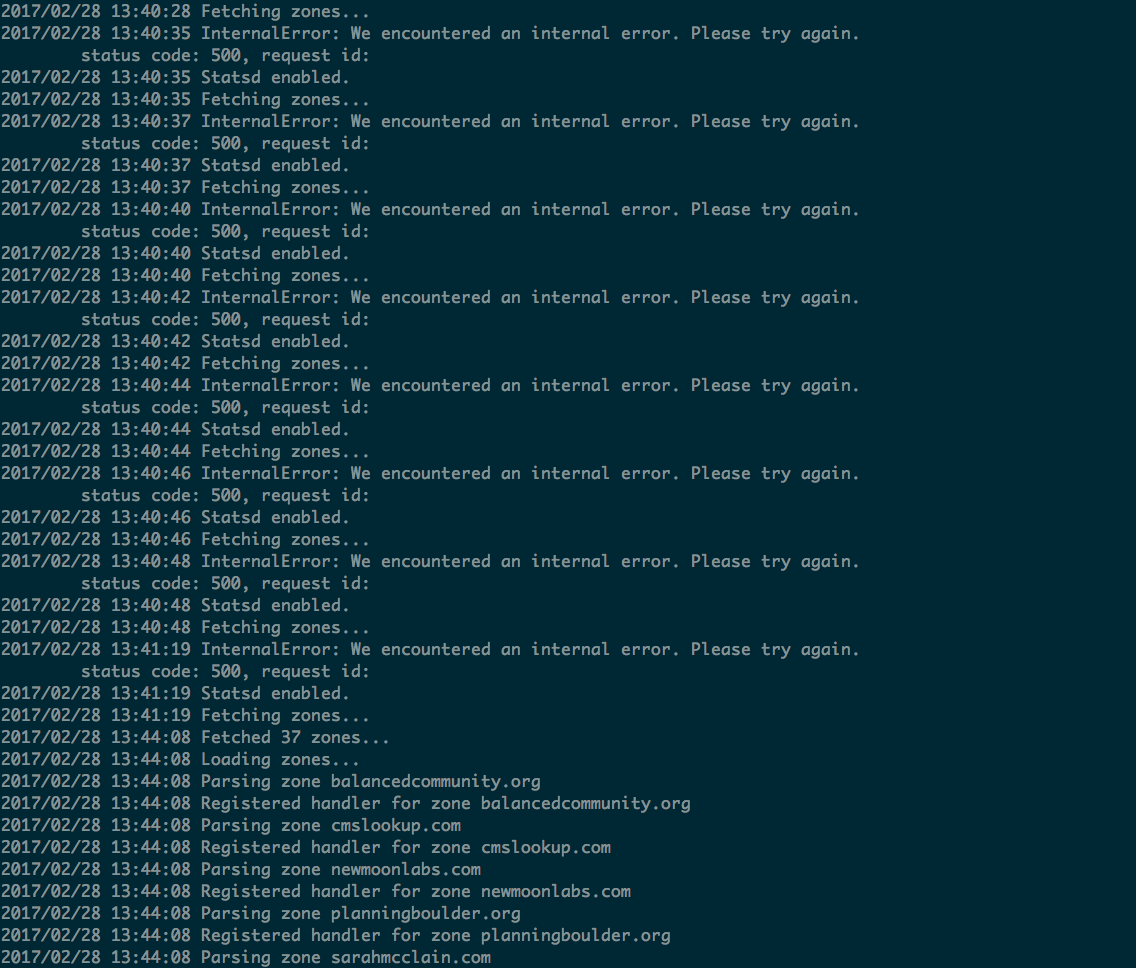 2017/02/28 13:40:28 Fetching zones...
2017/02/28 13:40:35 InternalError: We encountered an internal error. Please try again.
        status code: 500, request id:
2017/02/28 13:40:35 Statsd enabled.
2017/02/28 13:40:35 Fetching zones...
2017/02/28 13:40:37 InternalError: We encountered an internal error. Please try again.
        status code: 500, request id:
2017/02/28 13:40:37 Statsd enabled.
2017/02/28 13:40:37 Fetching zones...
2017/02/28 13:40:40 InternalError: We encountered an internal error. Please try again.
        status code: 500, request id:
2017/02/28 13:40:40 Statsd enabled.
2017/02/28 13:40:40 Fetching zones...
2017/02/28 13:40:42 InternalError: We encountered an internal error. Please try again.
        status code: 500, request id:
2017/02/28 13:40:42 Statsd enabled.
2017/02/28 13:40:42 Fetching zones...
2017/02/28 13:40:44 InternalError: We encountered an internal error. Please try again.
        status code: 500, request id:
2017/02/28 13:40:44 Statsd enabled.
2017/02/28 13:40:44 Fetching zones...
2017/02/28 13:40:46 InternalError: We encountered an internal error. Please try again.
        status code: 500, request id:
2017/02/28 13:40:46 Statsd enabled.
2017/02/28 13:40:46 Fetching zones...
2017/02/28 13:40:48 InternalError: We encountered an internal error. Please try again.
        status code: 500, request id:
2017/02/28 13:40:48 Statsd enabled.
2017/02/28 13:40:48 Fetching zones...
2017/02/28 13:41:19 InternalError: We encountered an internal error. Please try again.
        status code: 500, request id:
2017/02/28 13:41:19 Statsd enabled.
2017/02/28 13:41:19 Fetching zones...
2017/02/28 13:44:08 Fetched 37 zones...
2017/02/28 13:44:08 Loading zones...
2017/02/28 13:44:08 Parsing zone balancedcommunity.org
2017/02/28 13:44:08 Registered handler for zone balancedcommunity.org
2017/02/28 13:44:08 Parsing zone cmslookup.com
2017/02/28 13:44:08 Registered handler for zone cmslookup.com
2017/02/28 13:44:08 Parsing zone newmoonlabs.com
2017/02/28 13:44:08 Registered handler for zone newmoonlabs.com
2017/02/28 13:44:08 Parsing zone planningboulder.org
2017/02/28 13:44:08 Registered handler for zone planningboulder.org
2017/02/28 13:44:08 Parsing zone sarahmcclain.com